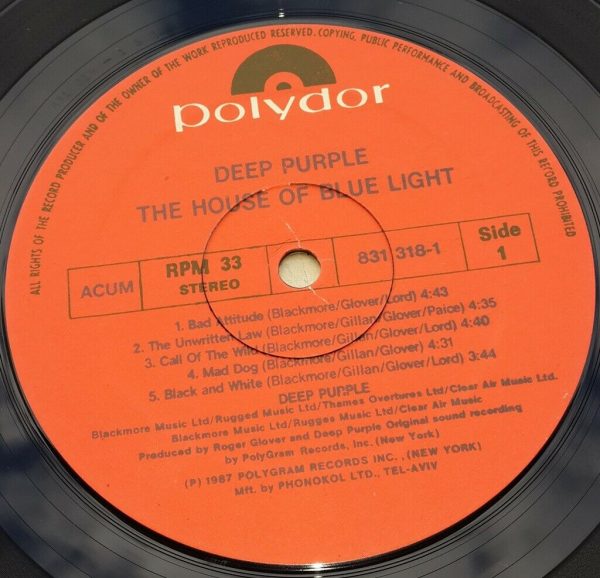 ALL RIGHTS OF THE RECORD PRODUCER AND OF THE OWNER OF THE WORK REPRODUCED RESERVED. COPYING, PUBLIC PERFORMANCE AND BROADCASTING OF THIS RECORD PROHIBITED
polydor
DEEP PURPLE
THE HOUSE OF BLUE LIGHT
ACUM
RPM 33
STEREO
831 318-1
Side
1
1. Bad Attitude (Blackmore/Glover/Lord) 4:43
2. The Unwritten Law (Blackmore/Gillan/Glover/Paice) 4:35
3. Call Of The Wild (Blackmore/Gillan/Glover/Lord) 4:40
4. Mad Dog (Blackmore/Gillan/Glover) 4:31
5. Black and White (Blackmore/Gillan/Glover/Lord) 3:44
DEEP PURPLE
Blackmore Music Ltd/Rugged Music Ltd/Thames Overtures Ltd/Clear Air Music Ltd.
Blackmore Music Ltd/Rugges Music Ltd/Clear Air Music
Produced by Roger Glover and Deep Purple Original sound recording
by PolyGram Records, Inc. (New York)
(P) 1987 POLYGRAM RECORDS INC., (NEW YORK)
Mft. by PHONOKOL LTD., TEL-AVIV